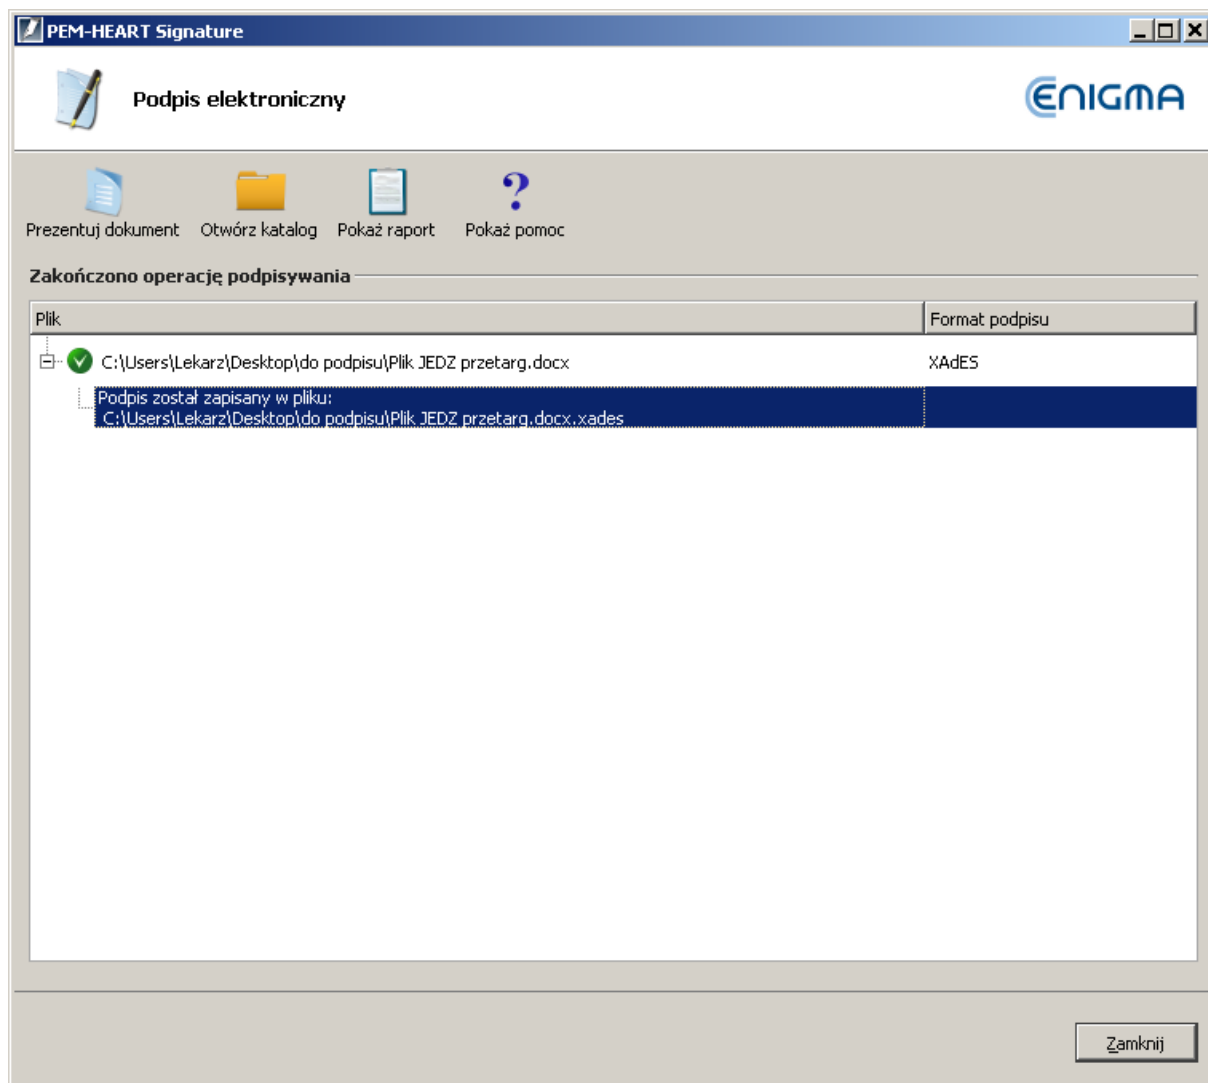 PEM-HEART Signature
Podpis elektroniczny
ENIGMA
Prezentuj dokument Otwórz katalog Pokaż raport Pokaż pomoc
Zakończono operację podpisywania
Plik Format podpisu
C:\Users\Lekarz\Desktop\do podpisu\Plik JEDZ przetarg.docx XAdES
Podpis został zapisany w pliku:
C:\Users\Lekarz\Desktop\do podpisu\Plik JEDZ przetarg.docx.xades
Zamknij